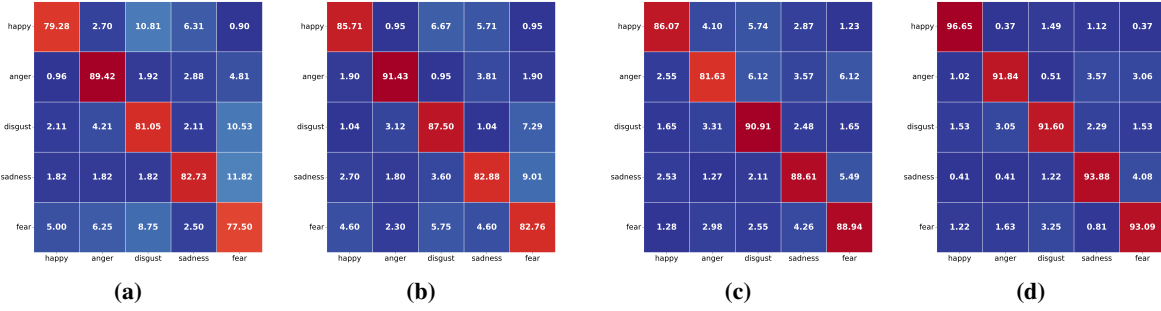 happy 79.28 2.70 10.81 6.31 0.90
anger 0.96 89.42 1.92 2.88 4.81
disgust 2.11 4.21 81.05 2.11 10.53
sadness 1.82 1.82 1.82 82.73 11.82
fear 5.00 6.25 8.75 2.50 77.50
happy anger disgust sadness fear
(a)
happy 85.71 0.95 6.67 5.71 0.95
anger 1.90 91.43 0.95 3.81 1.90
disgust 1.04 3.12 87.50 1.04 7.29
sadness 2.70 1.80 3.60 82.88 9.01
fear 4.60 2.30 5.75 4.60 82.76
happy anger disgust sadness fear
(b)
happy 86.07 4.10 5.74 2.87 1.23
anger 2.55 81.63 6.12 3.57 6.12
disgust 1.65 3.31 90.91 2.48 1.65
sadness 2.53 1.27 2.11 88.61 5.49
fear 1.28 2.98 2.55 4.26 88.94
happy anger disgust sadness fear
(c)
happy 96.65 0.37 1.49 1.12 0.37
anger 1.02 91.84 0.51 3.57 3.06
disgust 1.53 3.05 91.60 2.29 1.53
sadness 0.41 0.41 1.22 93.88 4.08
fear 1.22 1.63 3.25 0.81 93.09
happy anger disgust sadness fear
(d)